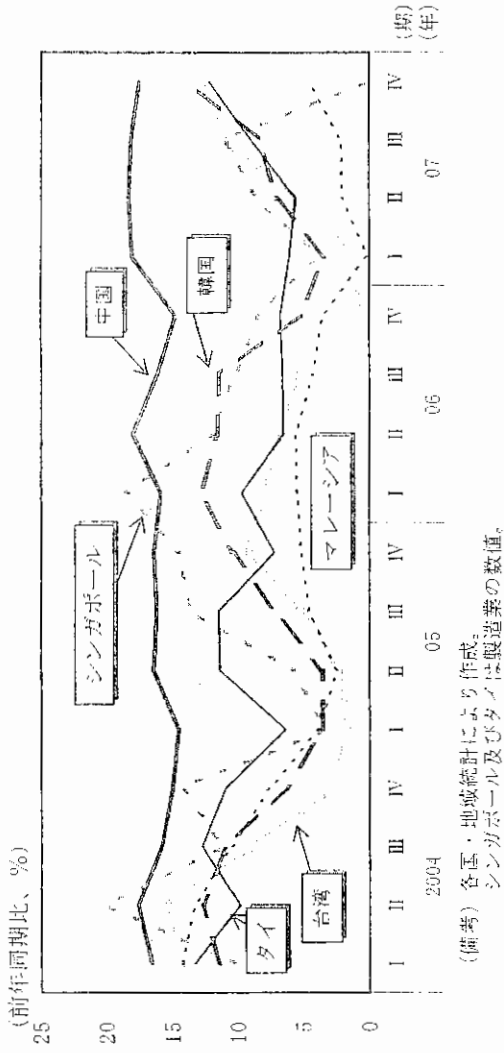 (前年同期比、%)
25
20
15
10
5
0
中国
シンガポール
韓国
タイ
台湾
マレーシア
I II III IV I II III IV I II III IV I II III IV (期)
2004 05 06 07 (年)
(備考) 各国・地域統計により作成。
シンガポール及びタイは製造業の数値。